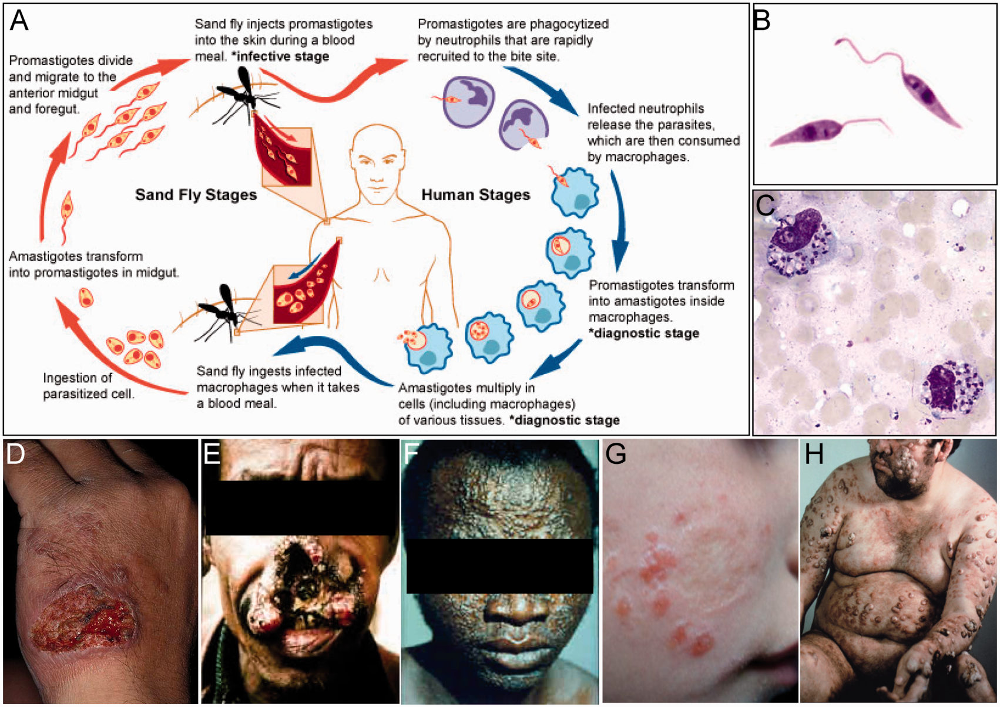 A
Sand fly injects promastigotes
into the skin during a blood
meal. *infective stage
Promastigotes are phagocytized
by neutrophils that are rapidly
recruited to the bite site.
Promastigotes divide
and migrate to the
anterior midgut
and foregut.
Infected neutrophils
release the parasites,
which are then consumed
by macrophages.
Sand Fly Stages
Human Stages
Amastigotes transform
into promastigotes in midgut.
Promastigotes transform
into amastigotes inside
macrophages.
*diagnostic stage
Ingestion of
parasitized cell.
Sand fly ingests infected
macrophages when it takes
a blood meal.
Amastigotes multiply in
cells (including macrophages)
of various tissues. *diagnostic stage
B
C
D
E
F
G
H